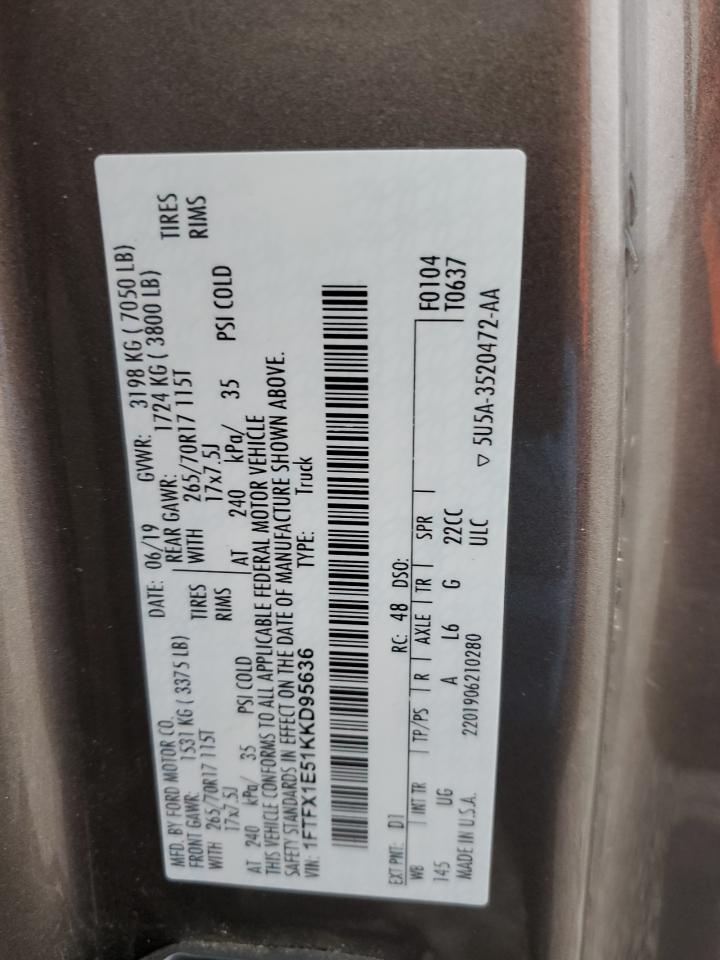 MFD. BY FORD MOTOR CO. DATE: 06/19 GVWR: 3198 KG ( 7050 LB)
FRONT GAWR: 1531 KG ( 3375 LB) REAR GAWR: 1724 KG ( 3800 LB)
WITH 265/70R17 115T TIRES WITH 265/70R17 115T TIRES
17x7.5J RIMS 17x7.5J RIMS
AT 240 kPa/ 35 PSI COLD AT 240 kPa/ 35 PSI COLD
THIS VEHICLE CONFORMS TO ALL APPLICABLE FEDERAL MOTOR VEHICLE
SAFETY STANDARDS IN EFFECT ON THE DATE OF MANUFACTURE SHOWN ABOVE.
VIN: 1FTFX1E51KKD95636 TYPE: Truck
EXT PNT: D1 RC: 48 DSO:
WB INT TR TP/PS R AXLE TR SPR F0104
145 UG A L6 G 22CC T0637
MADE IN U.S.A. 2201906210280 ULC ▽ 5U5A-3520472-AA